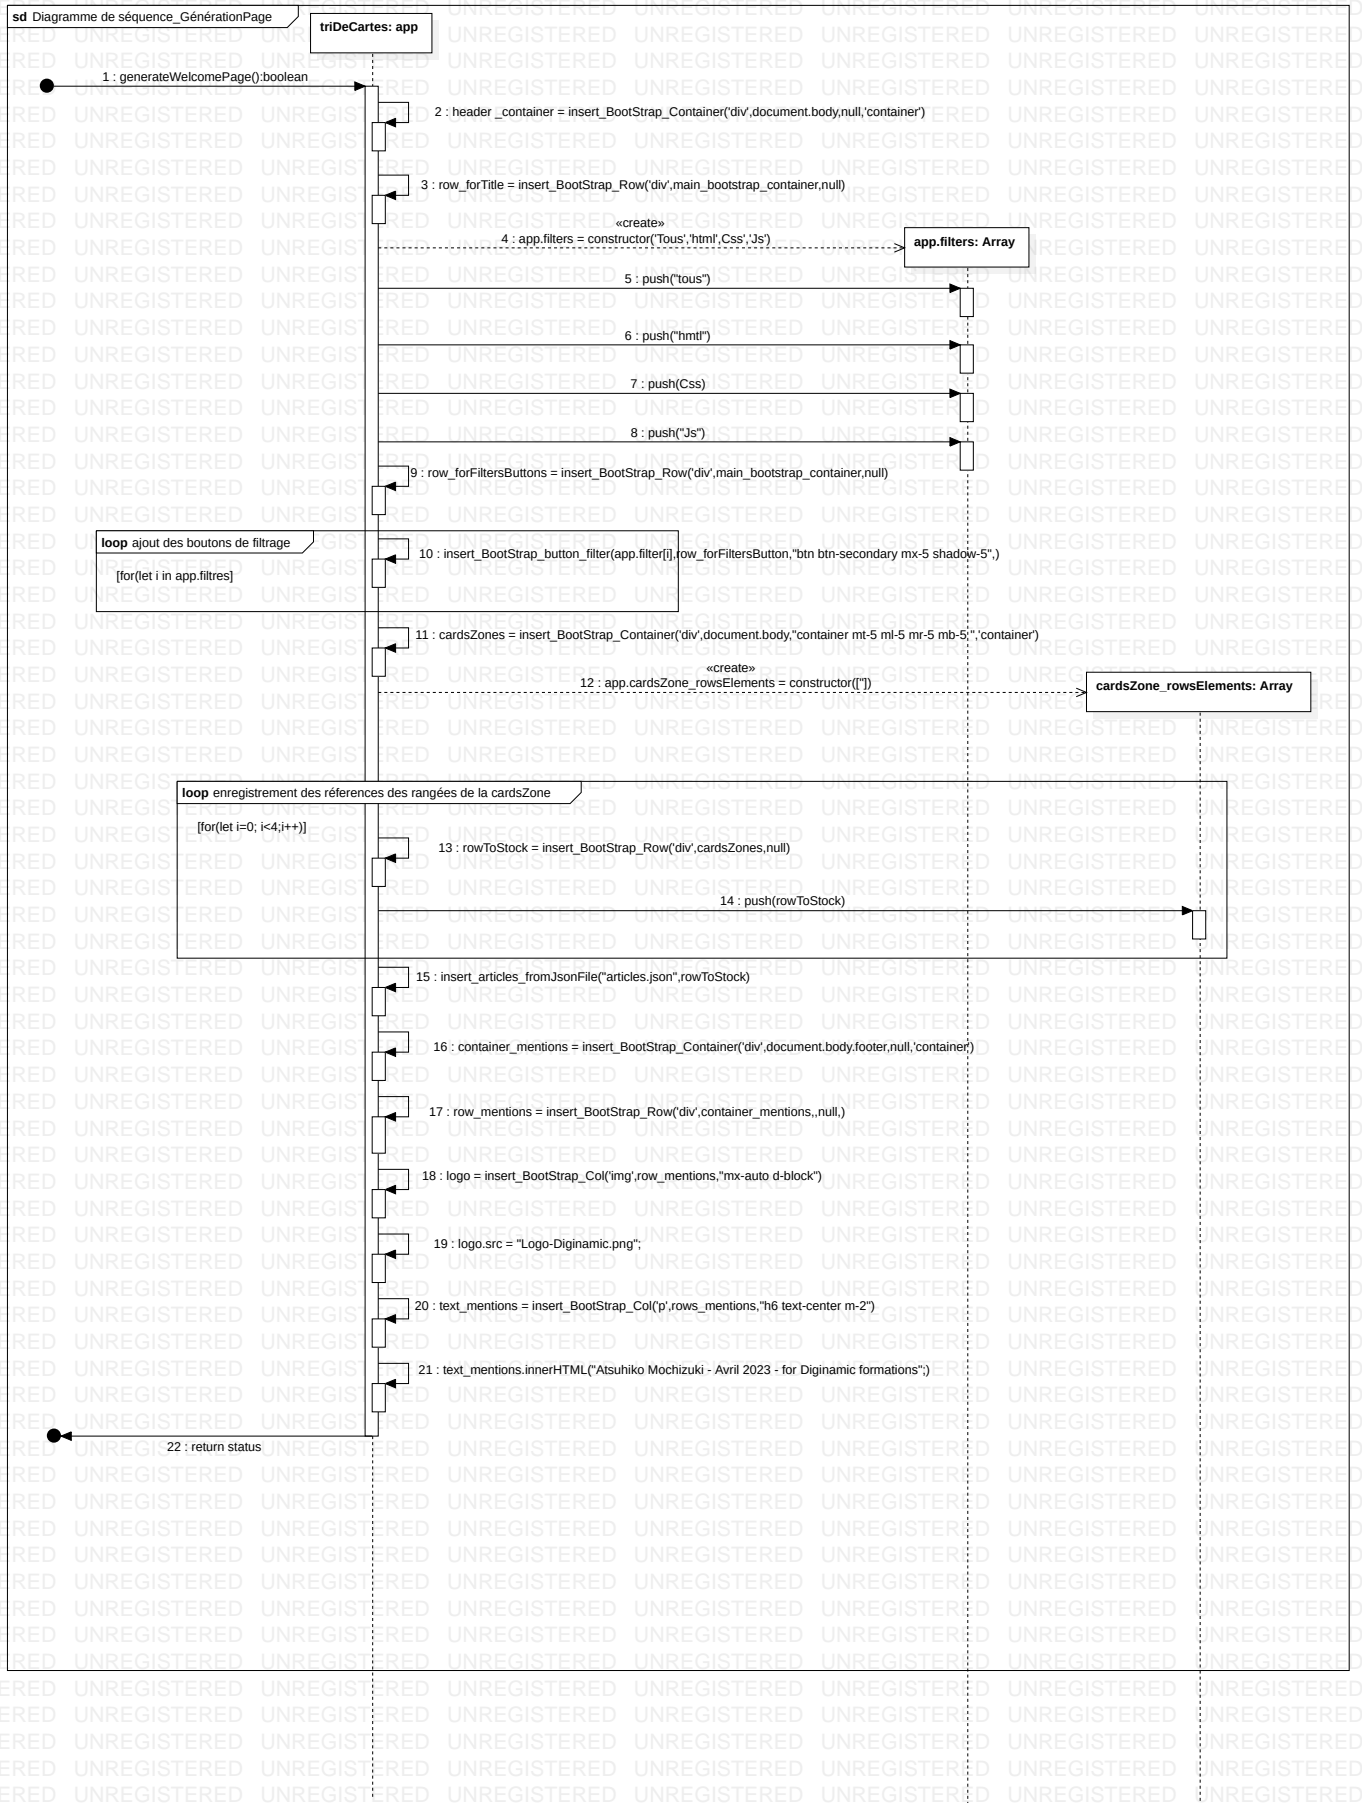 sd Diagramme de séquence_GénérationPage
triDeCartes: app
1 : generateWelcomePage():boolean
2 : header _container = insert_BootStrap_Container('div',document.body,null,'container')
3 : row_forTitle = insert_BootStrap_Row('div',main_bootstrap_container,null)
«create»
4 : app.filters = constructor('Tous','html',Css','Js')
app.filters: Array
5 : push("tous")
6 : push("hmtl")
7 : push(Css)
8 : push("Js")
9 : row_forFiltersButtons = insert_BootStrap_Row('div',main_bootstrap_container,null)
loop ajout des boutons de filtrage
10 : insert_BootStrap_button_filter(app.filter[i],row_forFiltersButton,"btn btn-secondary mx-5 shadow-5",)
[for(let i in app.filtres]
11 : cardsZones = insert_BootStrap_Container('div',document.body,"container mt-5 ml-5 mr-5 mb-5;",'container')
«create»
12 : app.cardsZone_rowsElements = constructor(["])
cardsZone_rowsElements: Array
loop enregistrement des réferences des rangées de la cardsZone
[for(let i=0; i<4;i++)]
13 : rowToStock = insert_BootStrap_Row('div',cardsZones,null)
14 : push(rowToStock)
15 : insert_articles_fromJsonFile("articles.json",rowToStock)
16 : container_mentions = insert_BootStrap_Container('div',document.body.footer,null,'container')
17 : row_mentions = insert_BootStrap_Row('div',container_mentions,,null,)
18 : logo = insert_BootStrap_Col('img',row_mentions,"mx-auto d-block")
19 : logo.src = "Logo-Diginamic.png";
20 : text_mentions = insert_BootStrap_Col('p',rows_mentions,"h6 text-center m-2")
21 : text_mentions.innerHTML("Atsuhiko Mochizuki - Avril 2023 - for Diginamic formations";)
22 : return status